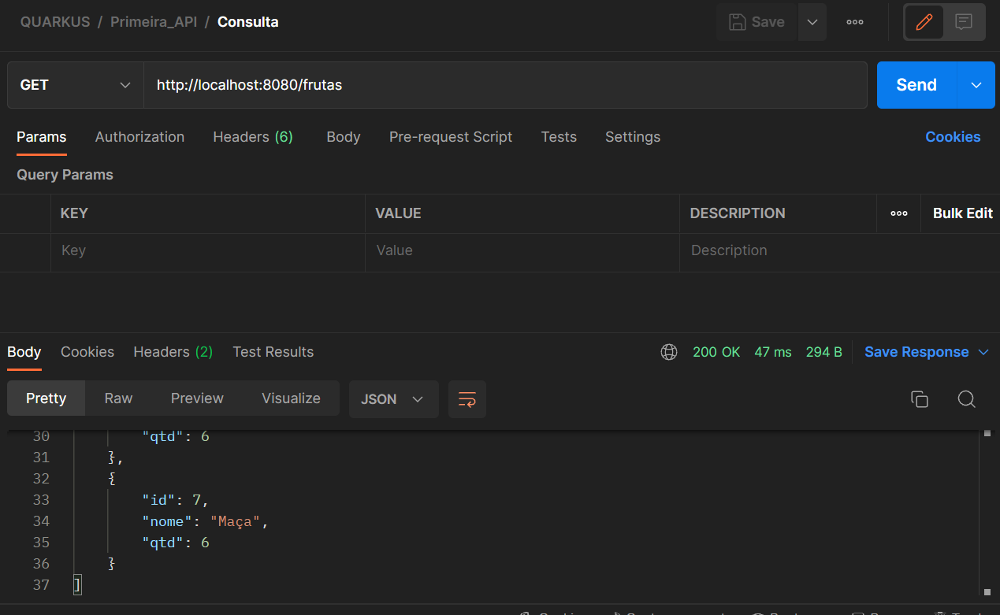 QUARKUS / Primeira_API / Consulta
Save
GET
http://localhost:8080/frutas
Send
Params Authorization Headers (6) Body Pre-request Script Tests Settings Cookies
Query Params
KEY VALUE DESCRIPTION Bulk Edit
Key Value Description
Body Cookies Headers (2) Test Results 200 OK 47 ms 294 B Save Response
Pretty Raw Preview Visualize JSON
30 "qtd": 6
31 },
32 {
33 "id": 7,
34 "nome": "Maça",
35 "qtd": 6
36 }
37 ]